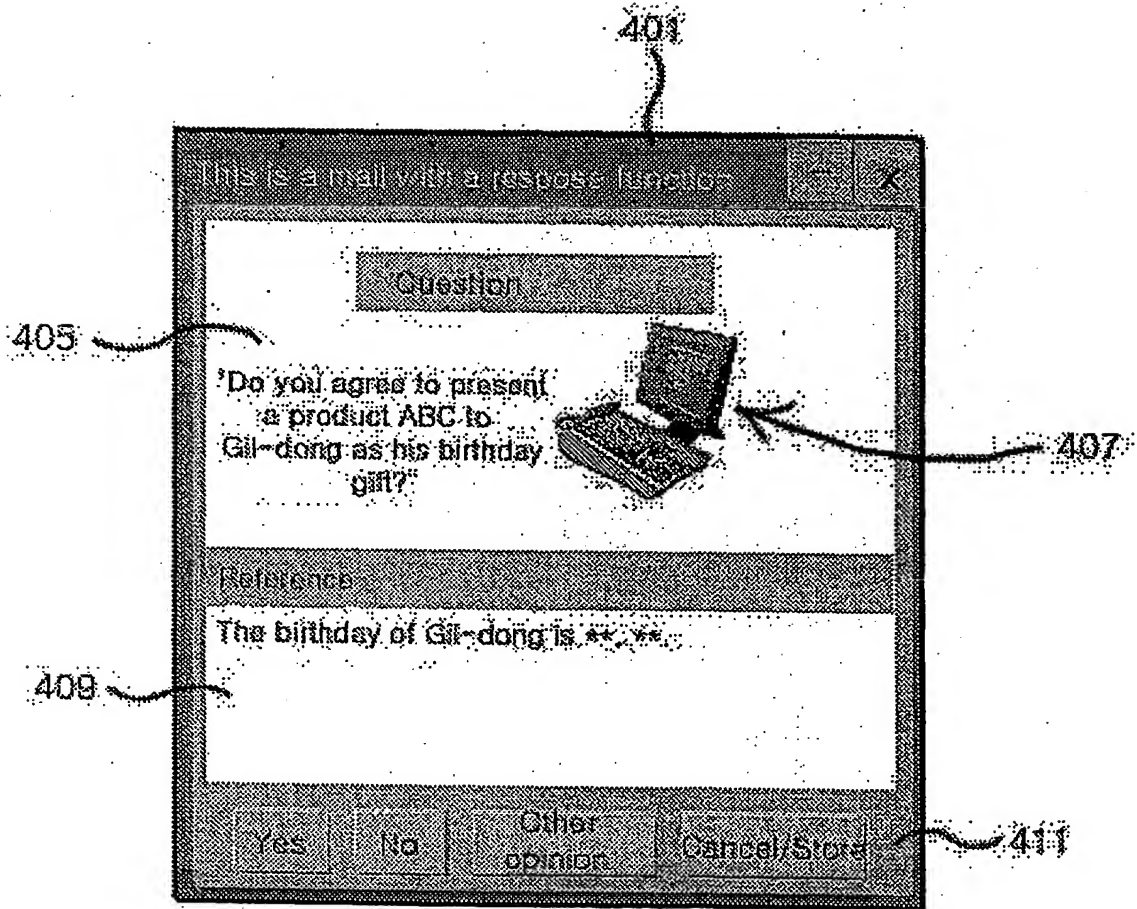 401
This is a mail with a respose function
X
Question
405
"Do you agree to present
a product ABC to
Gil-dong as his birthday
gift?"
407
Reference
The birthday of Gil-dong is **. **.
409
Yes
No
Other
opinion
Cancel/Store
411